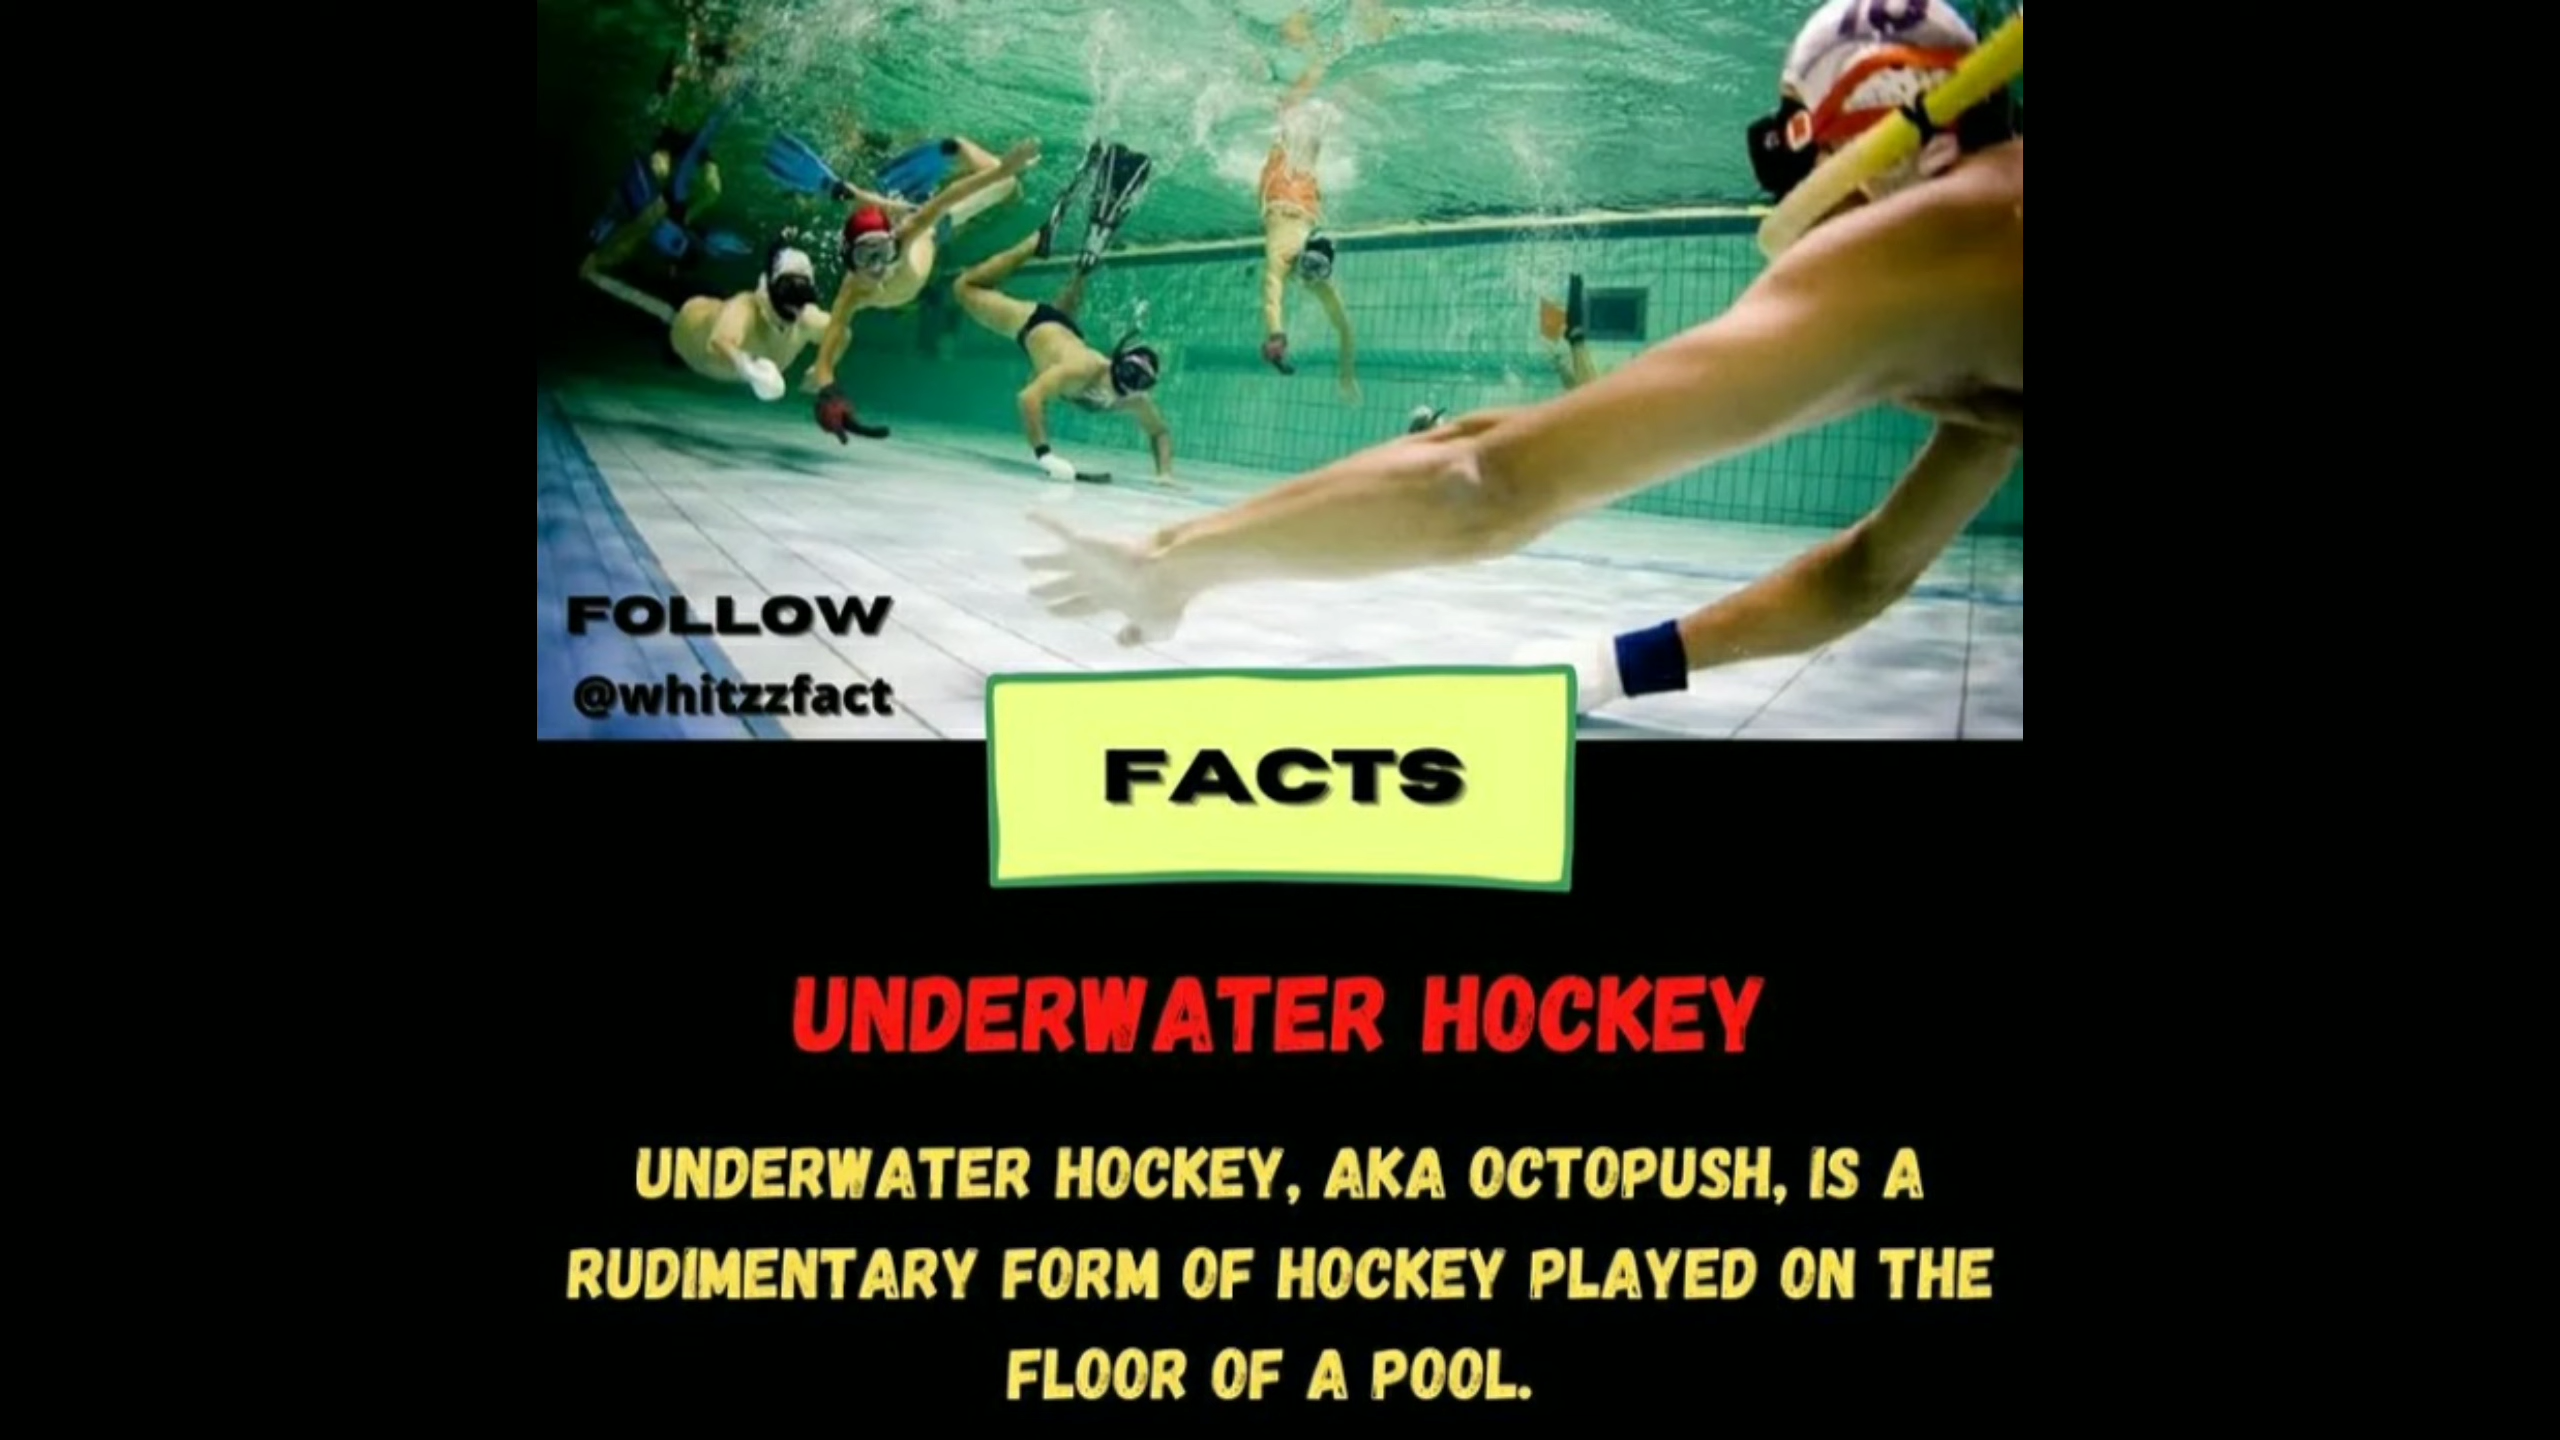 FOLLOW
@whitzzfact
FACTS
UNDERWATER HOCKEY
UNDERWATER HOCKEY, AKA OCTOPUSH, IS A
RUDIMENTARY FORM OF HOCKEY PLAYED ON THE
FLOOR OF A POOL.